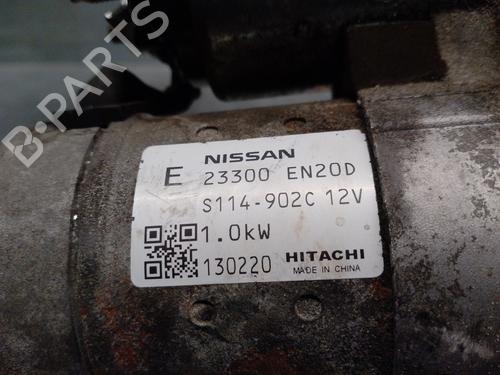 NISSAN
E 23300 EN20D
S114-902C 12V
1.0kW
130220 HITACHI
MADE IN CHINA
B-PARTS